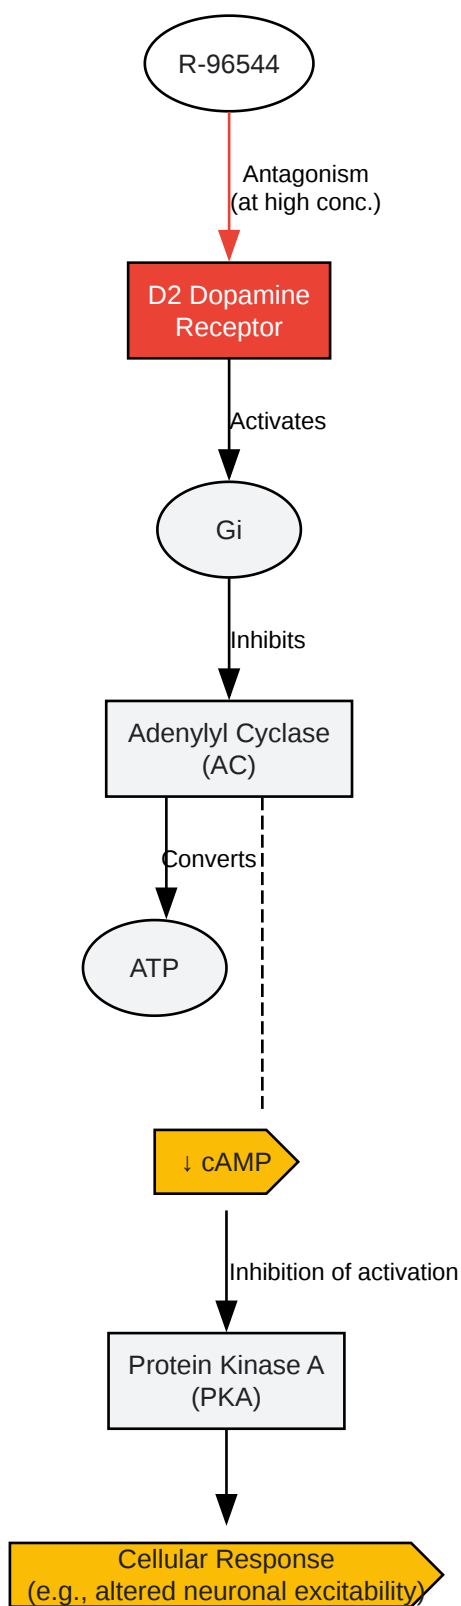 R-96544
Antagonism
(at high conc.)
D2 Dopamine
Receptor
Activates
Gi
Inhibits
Adenylyl Cyclase
(AC)
Converts
ATP
↓ cAMP
Inhibition of activation
Protein Kinase A
(PKA)
Cellular Response
(e.g., altered neuronal excitability)